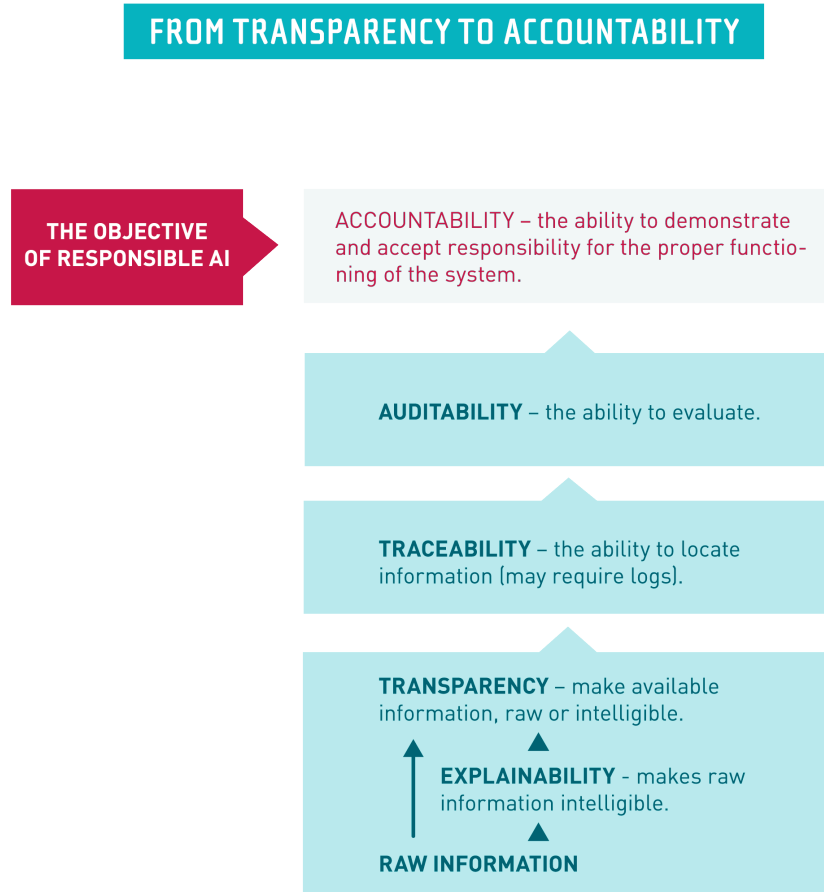 FROM TRANSPARENCY TO ACCOUNTABILITY
THE OBJECTIVE
OF RESPONSIBLE AI
ACCOUNTABILITY – the ability to demonstrate
and accept responsibility for the proper functio-
ning of the system.
AUDITABILITY – the ability to evaluate.
TRACEABILITY – the ability to locate
information (may require logs).
TRANSPARENCY – make available
information, raw or intelligible.
EXPLAINABILITY - makes raw
information intelligible.
RAW INFORMATION